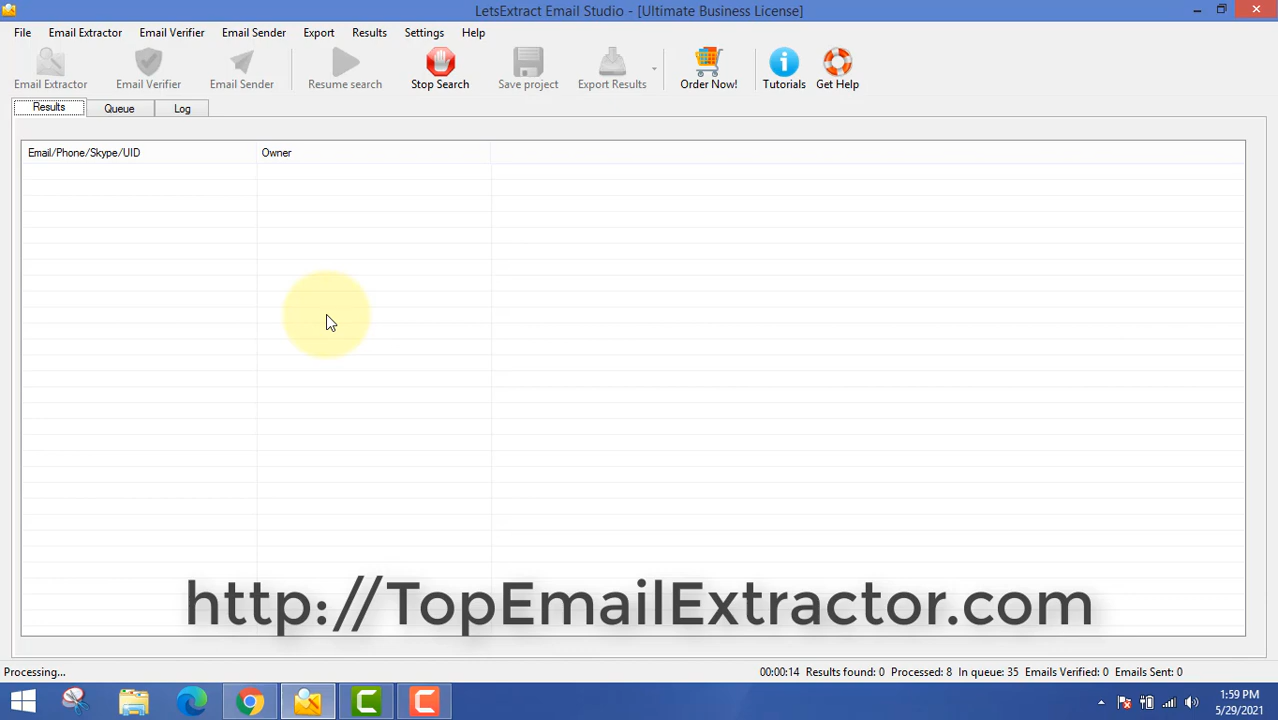 LetsExtract Email Studio - [Ultimate Business License]
File Email Extractor Email Verifier Email Sender Export Results Settings Help
Email Extractor Email Verifier Email Sender Resume search Stop Search Save project Export Results Order Now! Tutorials Get Help
Results Queue Log
Email/Phone/Skype/UID Owner
http://TopEmailExtractor.com
Processing... 00:00:14 Results found: 0 Processed: 8 In queue: 35 Emails Verified: 0 Emails Sent: 0
1:59 PM
5/29/2021